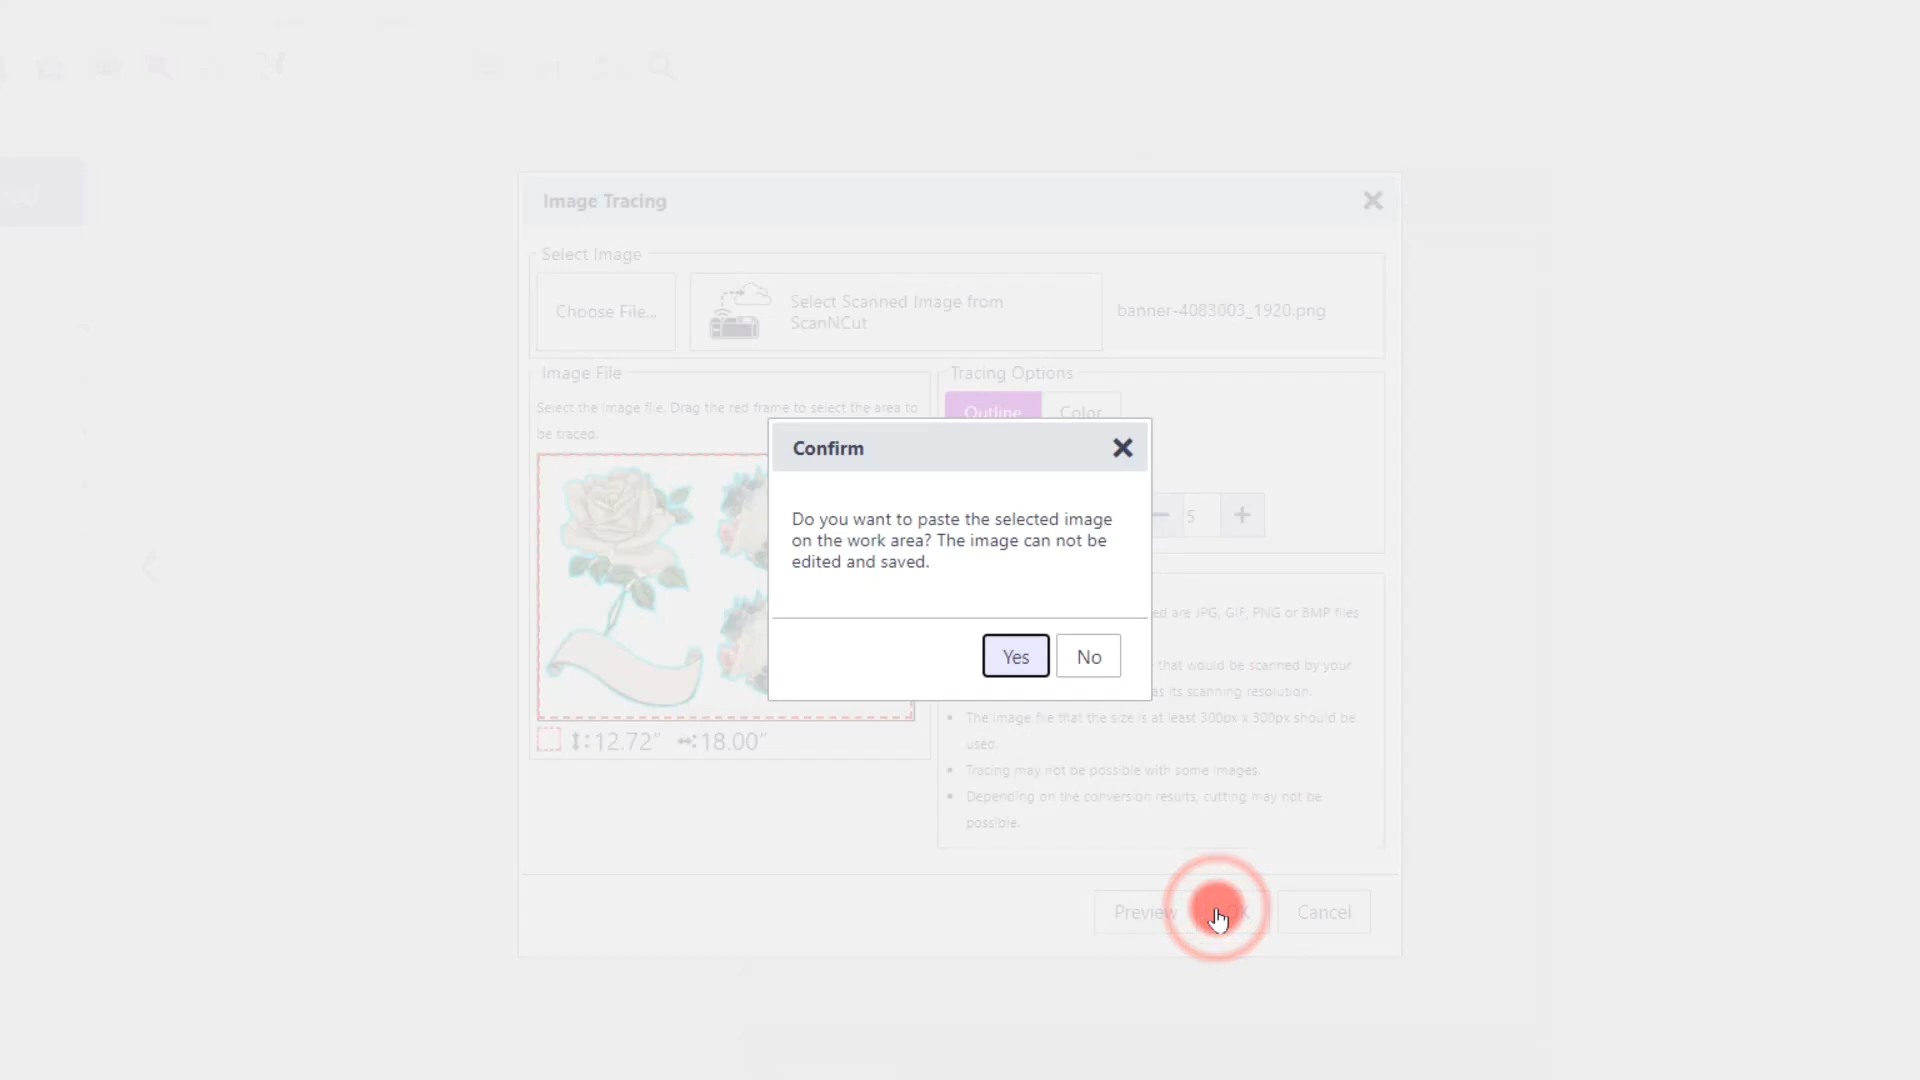 Image Tracing
Select Image
Choose File...
Select Scanned Image from
ScanNCut
banner-4083003_1920.png
Image File
Select the image file. Drag the red frame to select the area to
be traced.
12.72" 18.00"
Tracing Options
Outline Color
5
Confirm
Do you want to paste the selected image
on the work area? The image can not be
edited and saved.
Yes No
are JPG, GIF, PNG or BMP files
that would be scanned by your
as its scanning resolution.
• The image file that the size is at least 300px x 300px should be
used.
• Tracing may not be possible with some images.
• Depending on the conversion results, cutting may not be
possible.
Preview OK Cancel